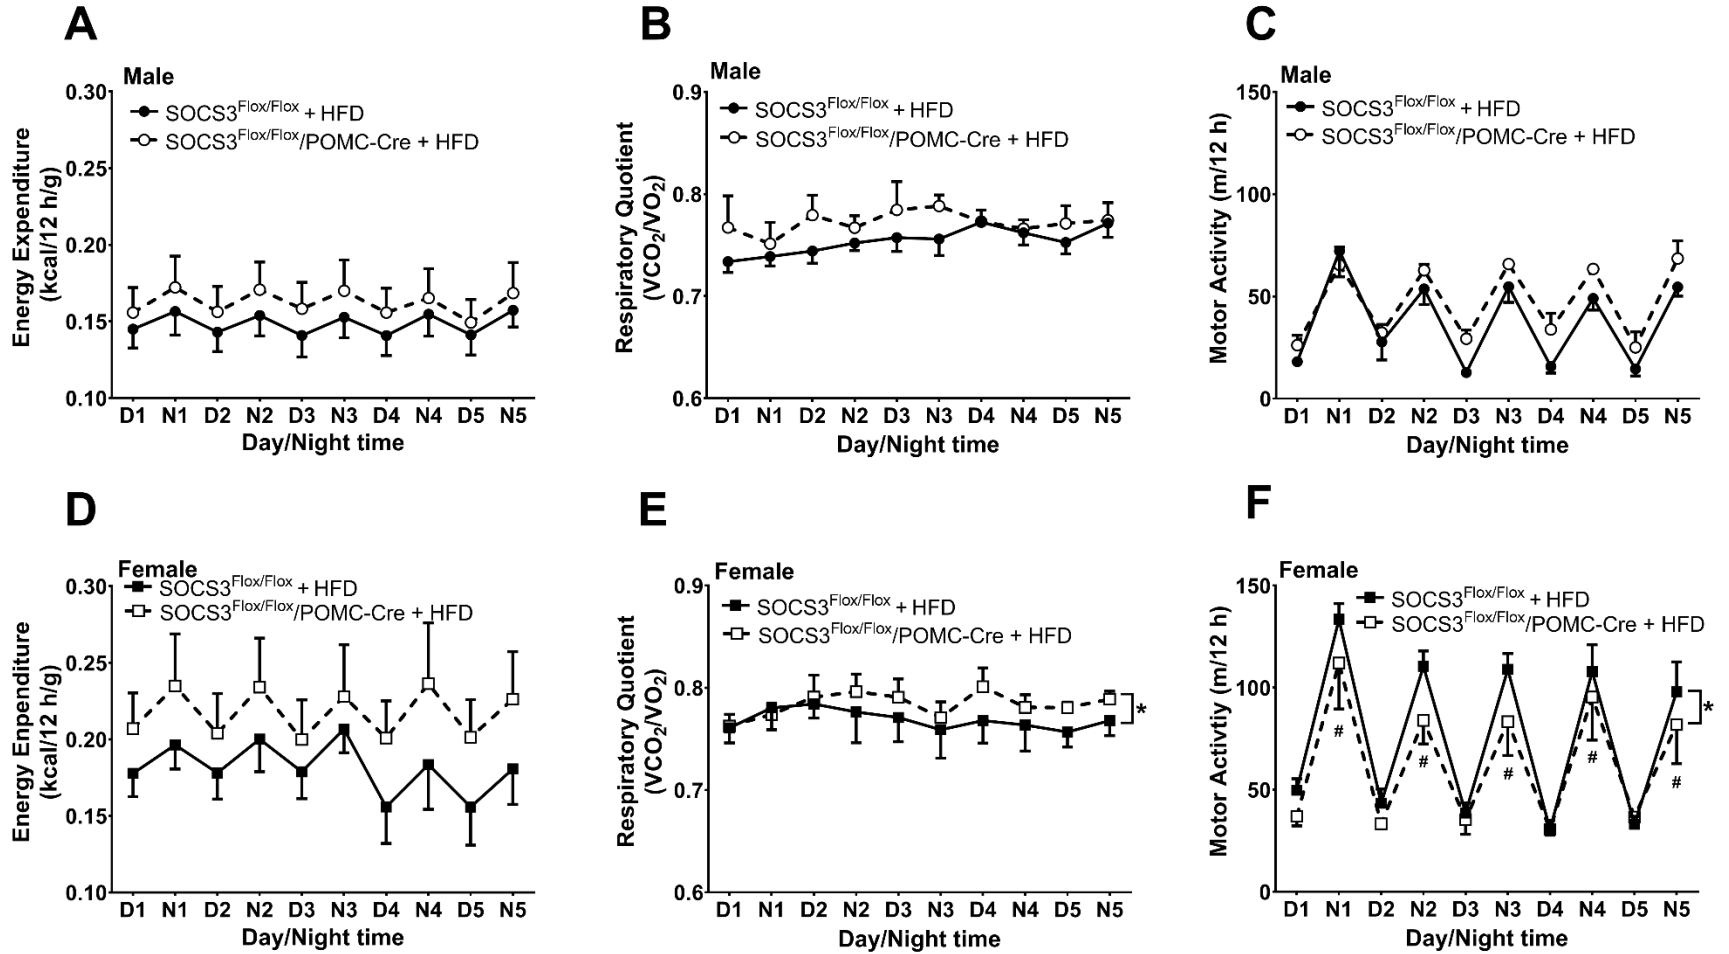 A
Male
SOCS3Flox/Flox + HFD
SOCS3Flox/Flox/POMC-Cre + HFD
Energy Expenditure
(kcal/12 h/g)
0.30
0.25
0.20
0.15
0.10
D1 N1 D2 N2 D3 N3 D4 N4 D5 N5
Day/Night time
B
Male
SOCS3Flox/Flox + HFD
SOCS3Flox/Flox/POMC-Cre + HFD
Respiratory Quotient
(VCO2/VO2)
0.9
0.8
0.7
0.6
D1 N1 D2 N2 D3 N3 D4 N4 D5 N5
Day/Night time
C
Male
SOCS3Flox/Flox + HFD
SOCS3Flox/Flox/POMC-Cre + HFD
Motor Activity (m/12 h)
150
100
50
0
D1 N1 D2 N2 D3 N3 D4 N4 D5 N5
Day/Night time
D
Female
SOCS3Flox/Flox + HFD
SOCS3Flox/Flox/POMC-Cre + HFD
Energy Enpenditure
(kcal/12 h/g)
0.30
0.25
0.20
0.15
0.10
D1 N1 D2 N2 D3 N3 D4 N4 D5 N5
Day/Night time
E
Female
SOCS3Flox/Flox + HFD
SOCS3Flox/Flox/POMC-Cre + HFD
Respiratory Quotient
(VCO2/VO2)
0.9
0.8
0.7
0.6
*
D1 N1 D2 N2 D3 N3 D4 N4 D5 N5
Day/Night time
F
Female
SOCS3Flox/Flox + HFD
SOCS3Flox/Flox/POMC-Cre + HFD
Motor Activtiy (m/12 h)
150
100
50
0
*
# # # # #
D1 N1 D2 N2 D3 N3 D4 N4 D5 N5
Day/Night time